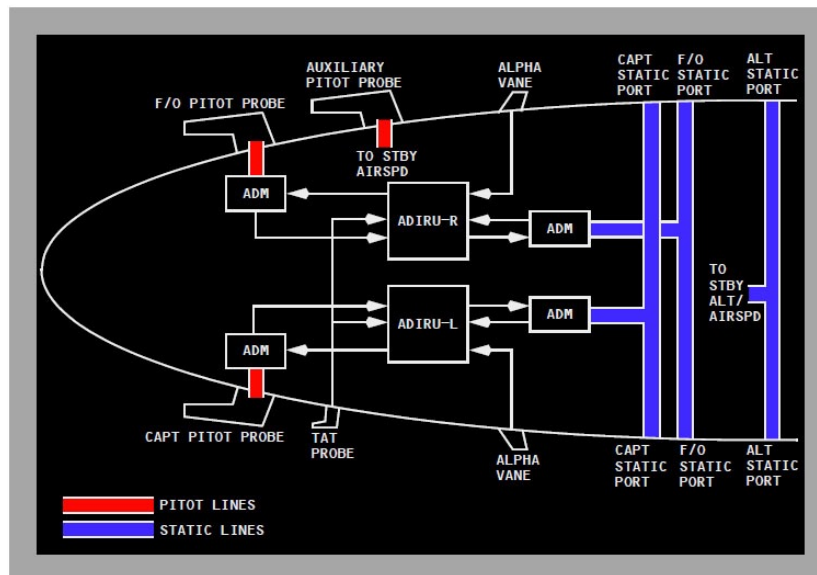 AUXILIARY
PITOT PROBE
ALPHA
VANE
CAPT
STATIC
PORT
F/O
STATIC
PORT
ALT
STATIC
PORT
F/O PITOT PROBE
TO STBY
AIRSPD
ADM
ADIRU-R
ADM
TO
STBY
ALT/
AIRSPD
ADM
ADIRU-L
ADM
CAPT PITOT PROBE
TAT
PROBE
ALPHA
VANE
CAPT
STATIC
PORT
F/O
STATIC
PORT
ALT
STATIC
PORT
PITOT LINES
STATIC LINES